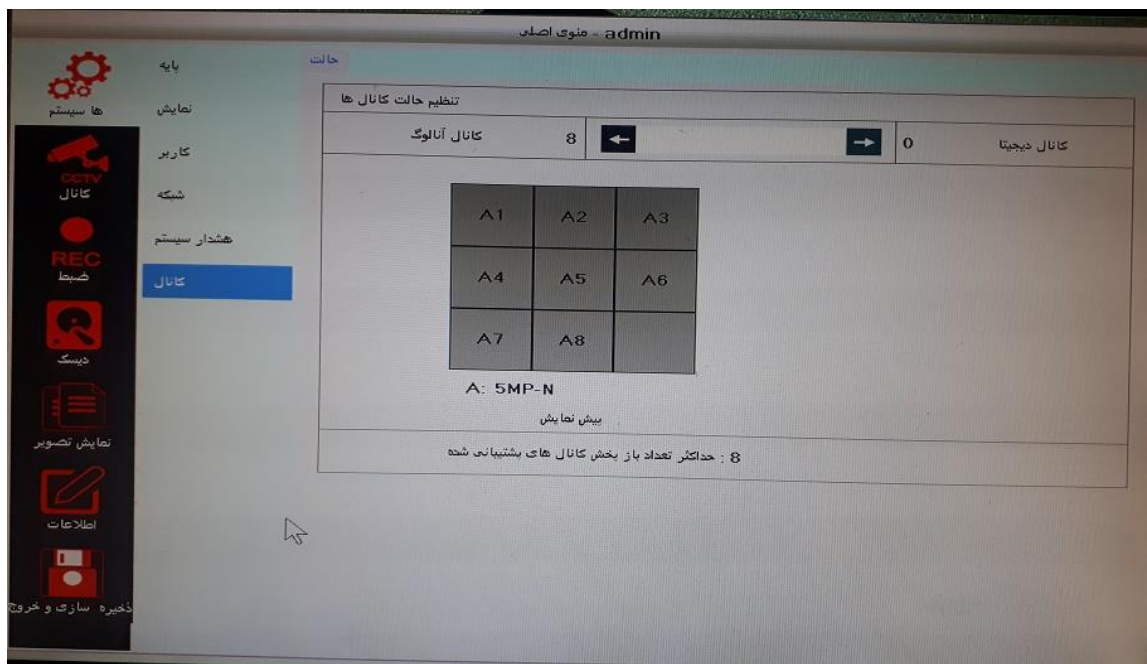 admin - منوی اصلی
ها سیستم
CCTV
کانال
REC
ضبط
دیسک
نمایش تصویر
اطلاعات
ذخیره سازی و خروج
پایه
نمایش
کاربر
شبکه
هشدار سیستم
کانال
حالت
تنظیم حالت کانال ها
کانال آنالوگ 8 0 کانال دیجیتا
A1 A2 A3
A4 A5 A6
A7 A8
A: 5MP-N
پیش نمایش
8 : حداکثر تعداد باز پخش کانال های پشتیبانی شده